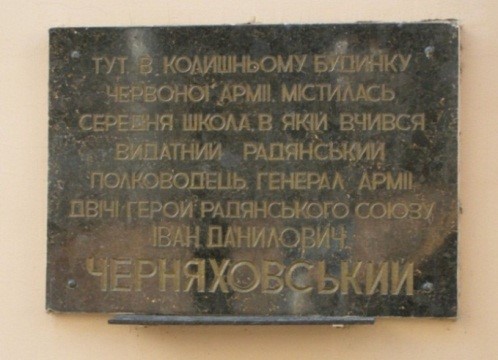 ТУТ В КОЛИШНЬОМУ БУДИНКУ
ЧЕРВОНОЇ АРМІЇ МІСТИЛАСЬ
СЕРЕДНЯ ШКОЛА, В ЯКІЙ ВЧИВСЯ
ВИДАТНИЙ РАДЯНСЬКИЙ
ПОЛКОВОДЕЦЬ, ГЕНЕРАЛ АРМІЇ
ДВІЧІ ГЕРОЙ РАДЯНСЬКОГО СОЮЗУ
ІВАН ДАНИЛОВИЧ
ЧЕРНЯХОВСЬКИЙ